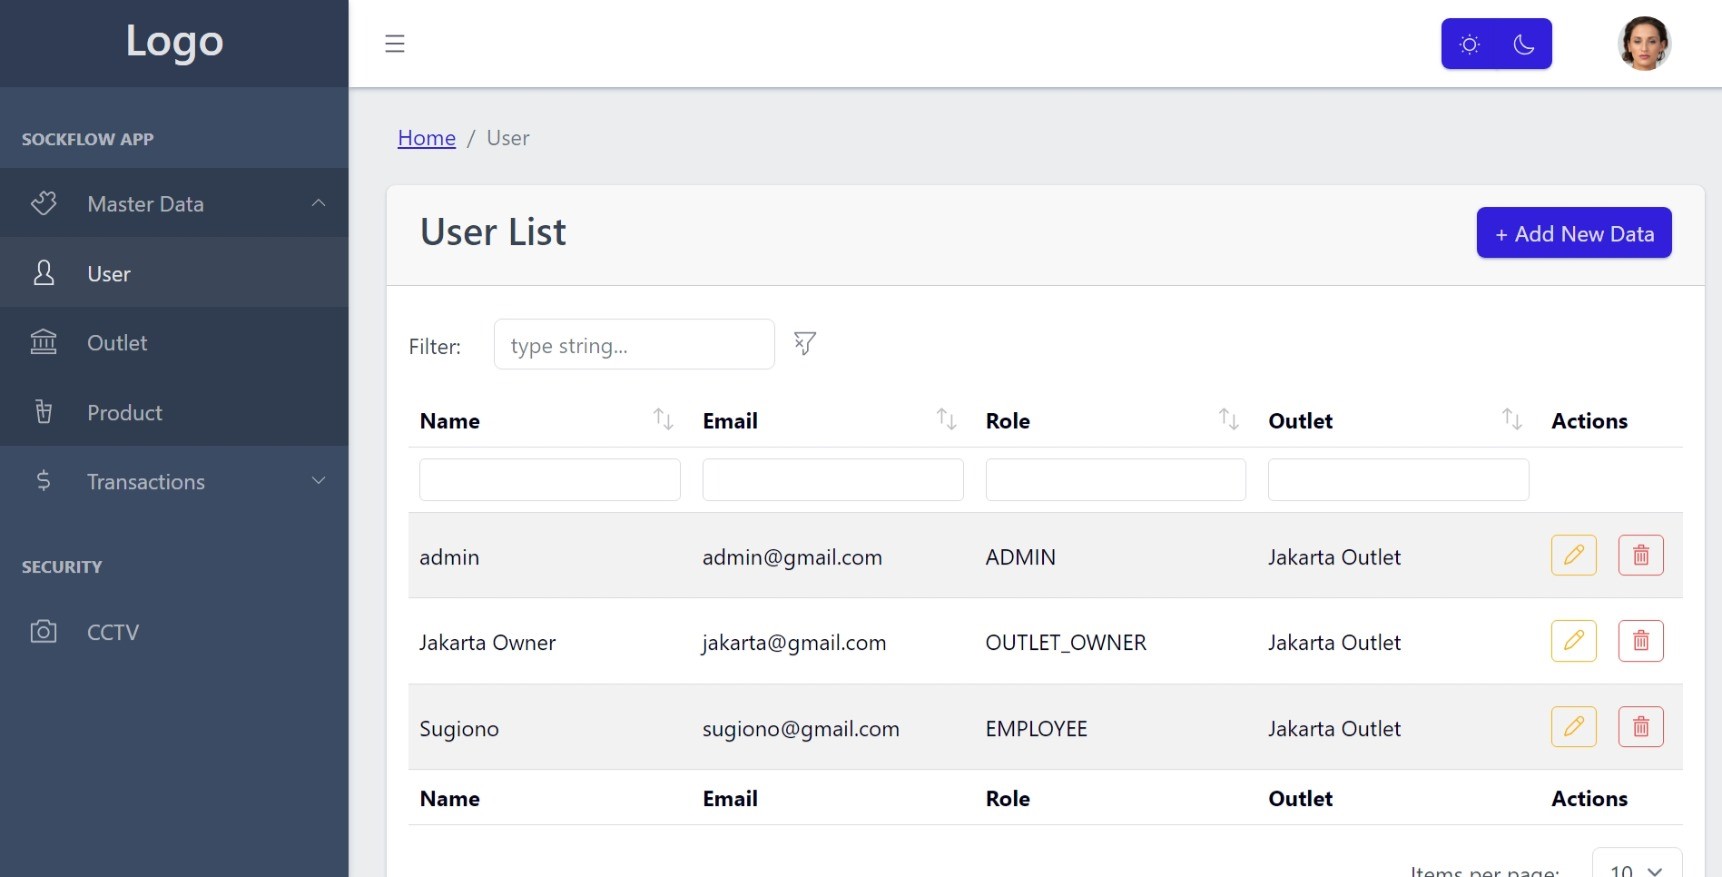 Logo
SOCKFLOW APP
Master Data
User
Outlet
Product
Transactions
SECURITY
CCTV
Home / User
User List
+ Add New Data
Filter: type string...
Name Email Role Outlet Actions
admin admin@gmail.com ADMIN Jakarta Outlet
Jakarta Owner jakarta@gmail.com OUTLET_OWNER Jakarta Outlet
Sugiono sugiono@gmail.com EMPLOYEE Jakarta Outlet
Name Email Role Outlet Actions
Items per page: 10